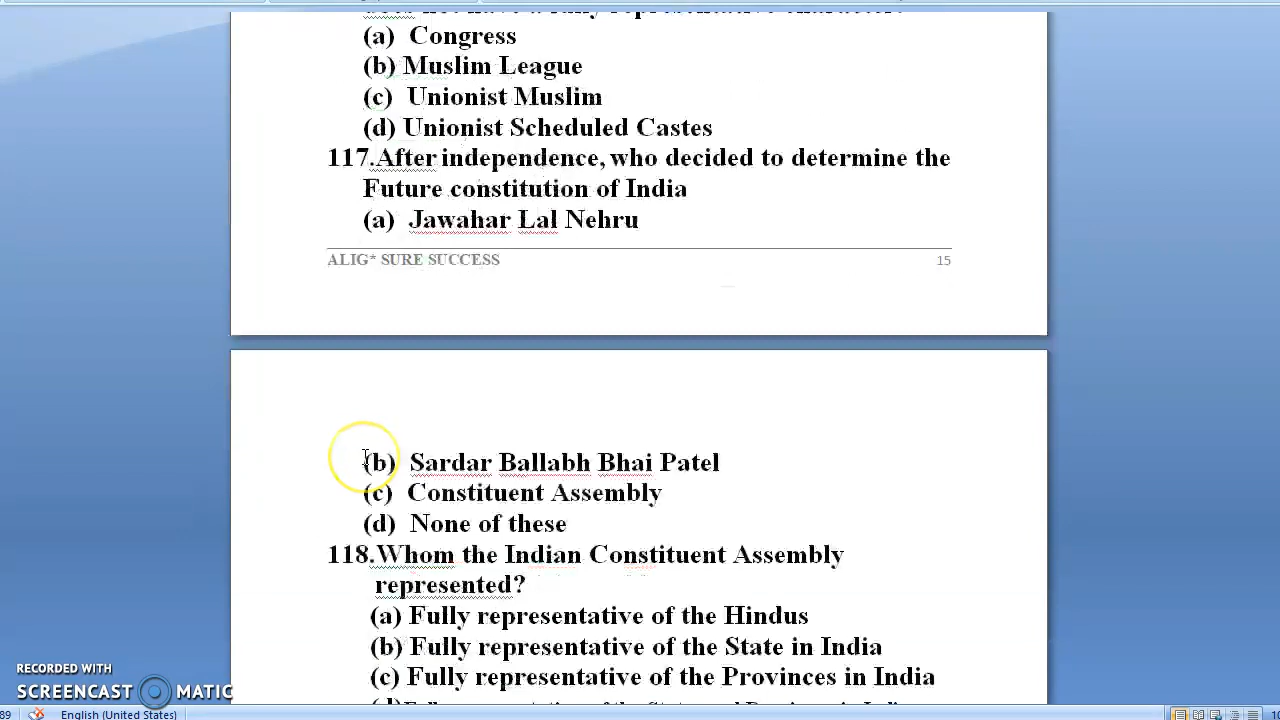 (a) Congress
(b) Muslim League
(c) Unionist Muslim
(d) Unionist Scheduled Castes
117.After independence, who decided to determine the
Future constitution of India
(a) Jawahar Lal Nehru
ALIG* SURE SUCCESS 15
(b) Sardar Ballabh Bhai Patel
(c) Constituent Assembly
(d) None of these
118.Whom the Indian Constituent Assembly
represented?
(a) Fully representative of the Hindus
(b) Fully representative of the State in India
(c) Fully representative of the Provinces in India
RECORDED WITH
SCREENCAST MATIC
89 English (United States)